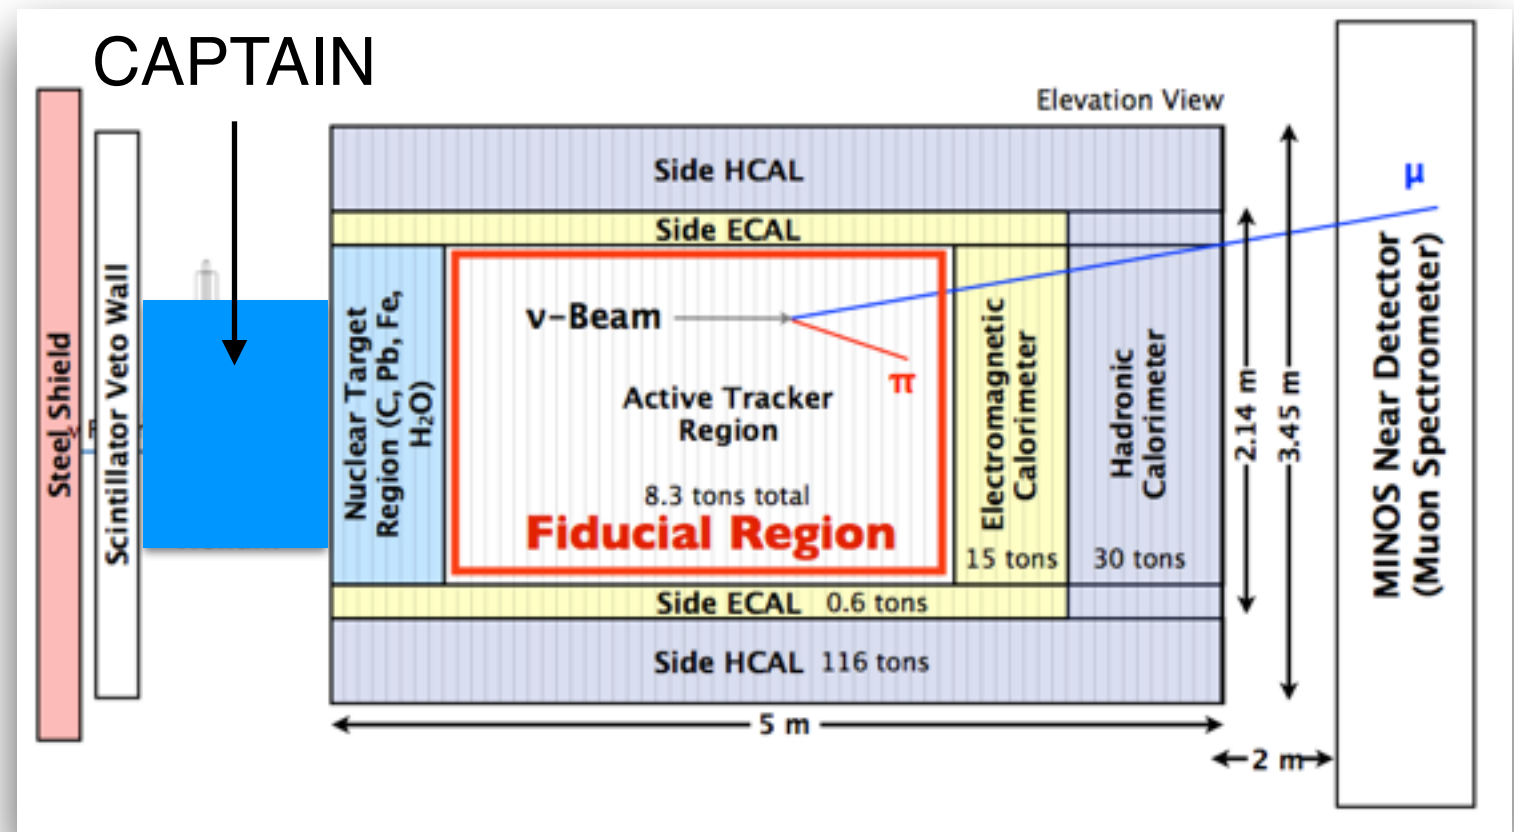 CAPTAIN
Elevation View
Steel Shield
Scintillator Veto Wall
Side HCAL
Side ECAL
Nuclear Target
Region (C, Pb, Fe,
H₂O)
ν-Beam
π
μ
Active Tracker
Region
8.3 tons total
Fiducial Region
Electromagnetic
Calorimeter
15 tons
Hadronic
Calorimeter
30 tons
2.14 m
3.45 m
MINOS Near Detector
(Muon Spectrometer)
Side ECAL 0.6 tons
Side HCAL 116 tons
5 m
2 m